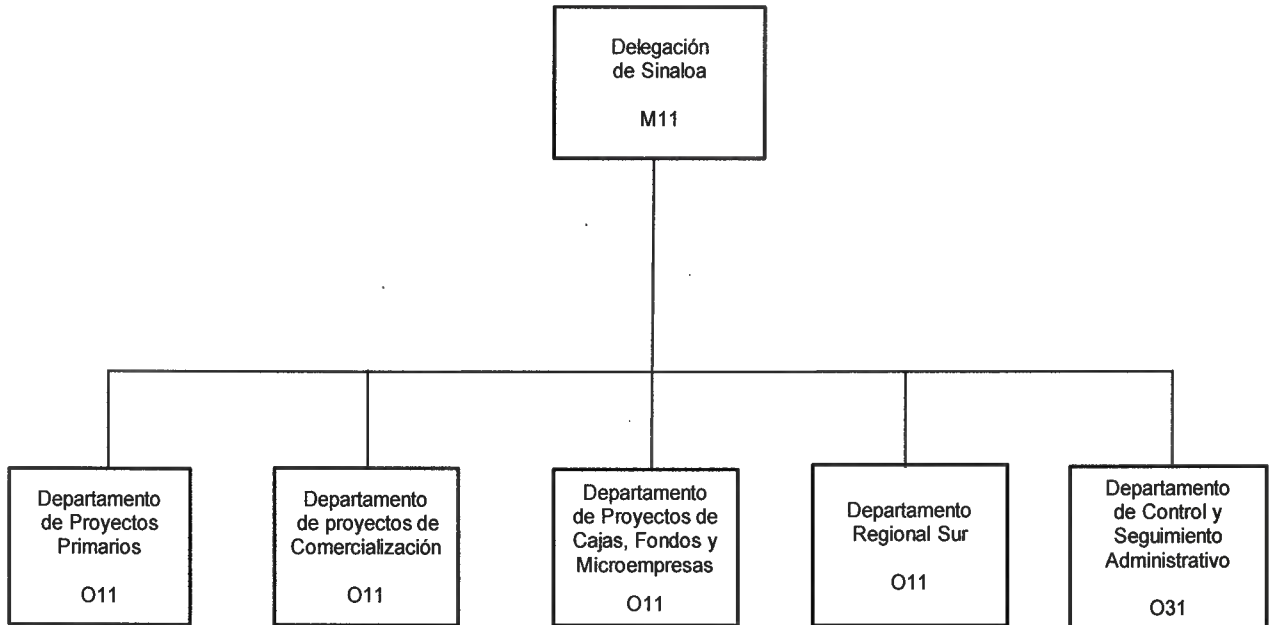 Delegación
de Sinaloa
M11
Departamento
de Proyectos
Primarios
O11
Departamento
de proyectos de
Comercialización
O11
Departamento
de Proyectos de
Cajas, Fondos y
Microempresas
O11
Departamento
Regional Sur
O11
Departamento
de Control y
Seguimiento
Administrativo
O31